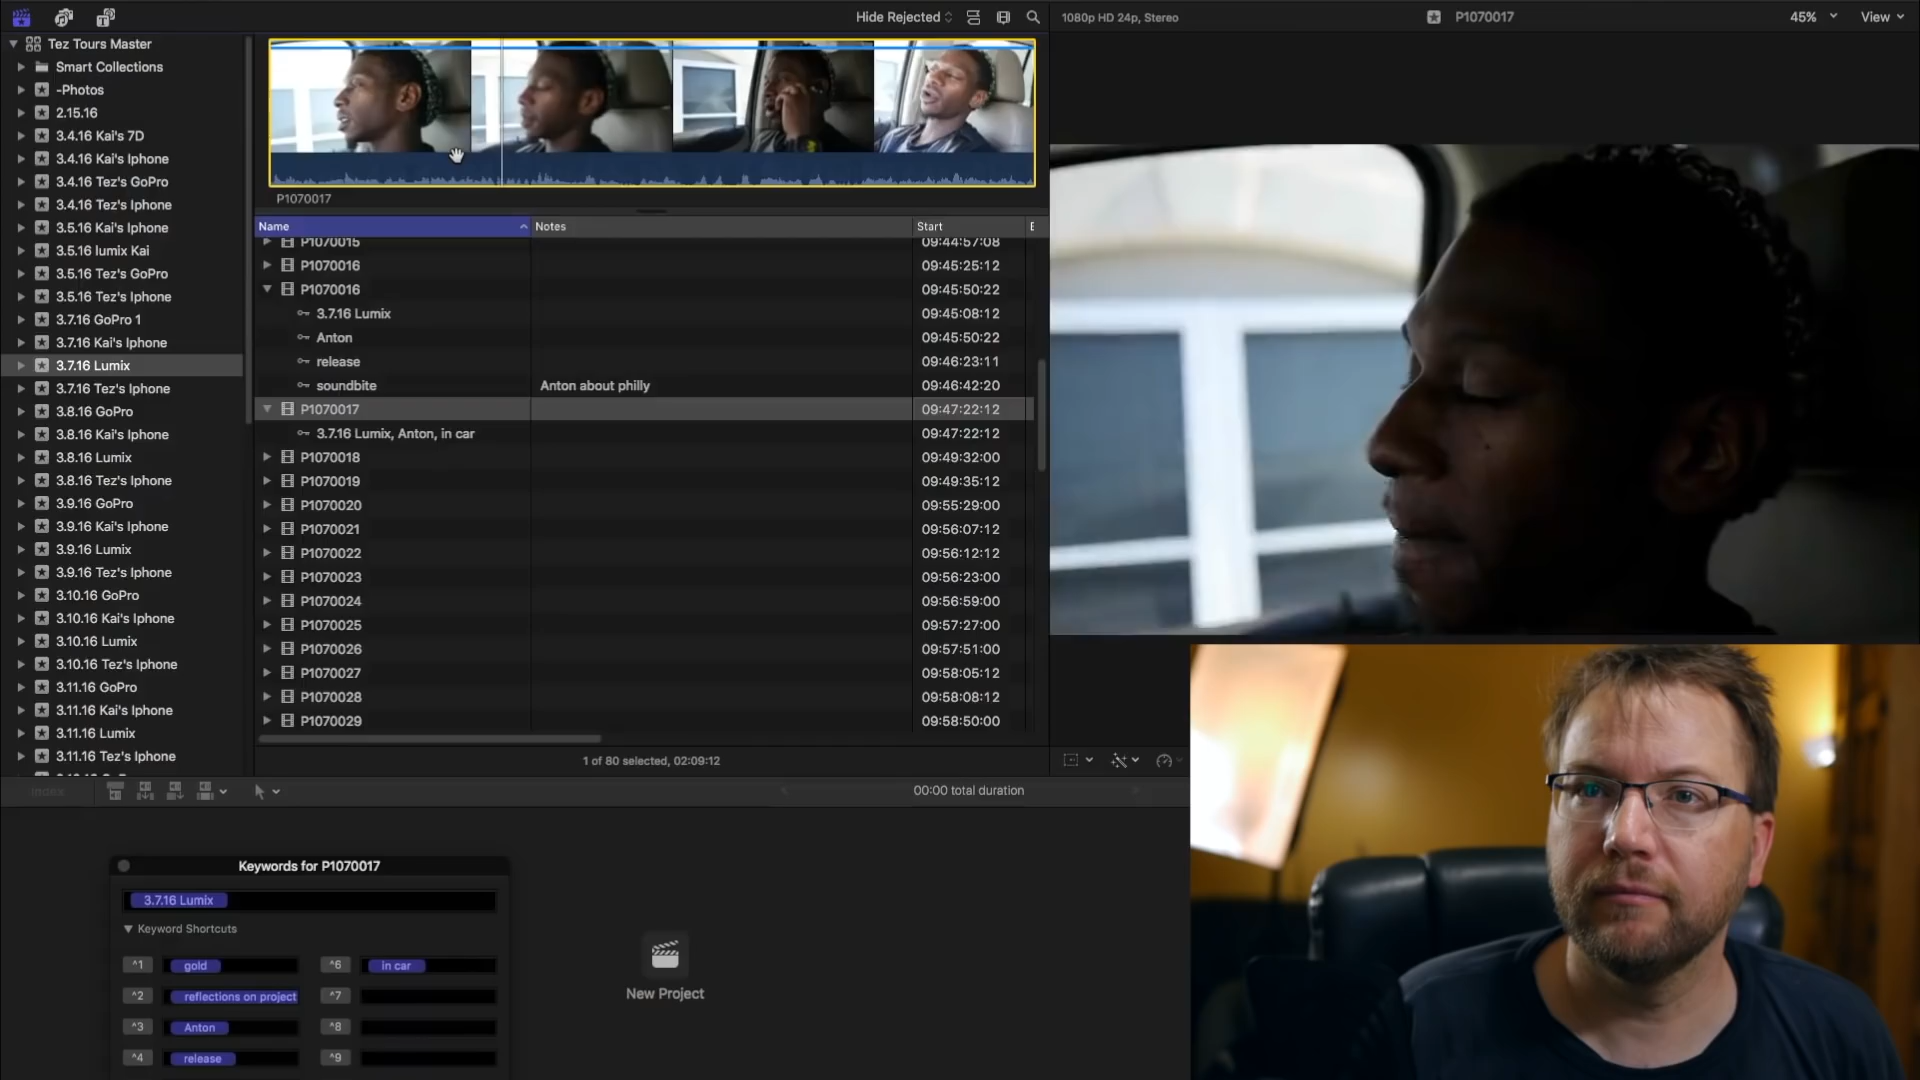 Hide Rejected
1080p HD 24p, Stereo
P1070017
45%
View
Tez Tours Master
Smart Collections
-Photos
2.15.16
3.4.16 Kai's 7D
3.4.16 Kai's Iphone
3.4.16 Tez's GoPro
3.4.16 Tez's Iphone
3.5.16 Kai's Iphone
3.5.16 lumix Kai
3.5.16 Tez's GoPro
3.5.16 Tez's Iphone
3.7.16 GoPro 1
3.7.16 Kai's Iphone
3.7.16 Lumix
3.7.16 Tez's Iphone
3.8.16 GoPro
3.8.16 Kai's Iphone
3.8.16 Lumix
3.8.16 Tez's Iphone
3.9.16 GoPro
3.9.16 Kai's Iphone
3.9.16 Lumix
3.9.16 Tez's Iphone
3.10.16 GoPro
3.10.16 Kai's Iphone
3.10.16 Lumix
3.10.16 Tez's Iphone
3.11.16 GoPro
3.11.16 Kai's Iphone
3.11.16 Lumix
3.11.16 Tez's Iphone
P1070017
Name Notes Start E
P1070015 09:44:57:08
P1070016 09:45:25:12
P1070016 09:45:50:22
3.7.16 Lumix 09:45:08:12
Anton 09:45:50:22
release 09:46:23:11
soundbite Anton about philly 09:46:42:20
P1070017 09:47:22:12
3.7.16 Lumix, Anton, in car 09:47:22:12
P1070018 09:49:32:00
P1070019 09:49:35:12
P1070020 09:55:29:00
P1070021 09:56:07:12
P1070022 09:56:12:12
P1070023 09:56:23:00
P1070024 09:56:59:00
P1070025 09:57:27:00
P1070026 09:57:51:00
P1070027 09:58:05:12
P1070028 09:58:08:12
P1070029 09:58:50:00
1 of 80 selected, 02:09:12
Index
00:00 total duration
Keywords for P1070017
3.7.16 Lumix
Keyword Shortcuts
^1 gold ^6 in car
^2 reflections on project ^7
^3 Anton ^8
^4 release ^9
New Project